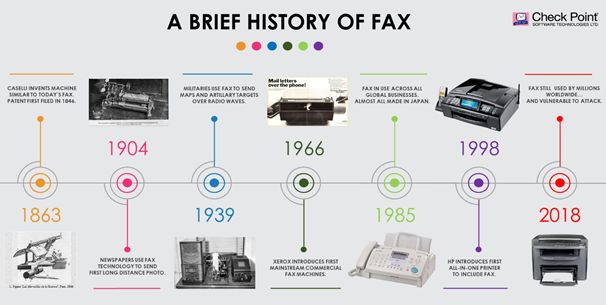 A BRIEF HISTORY OF FAX
Check Point
SOFTWARE TECHNOLOGIES LTD.
CASELLI INVENTS MACHINE
SIMILAR TO TODAY'S FAX.
PATENT FIRST FILED IN 1846.
1863
1904
NEWSPAPERS USE FAX
TECHNOLOGY TO SEND
FIRST LONG DISTANCE PHOTO.
MILITARIES USE FAX TO SEND
MAPS AND ARTILLARY TARGETS
OVER RADIO WAVES.
1939
Mail letters
over the phone!
1966
XEROX INTRODUCES FIRST
MAINSTREAM COMMERCIAL
FAX MACHINES.
FAX IN USE ACROSS ALL
GLOBAL BUSINESSES.
ALMOST ALL MADE IN JAPAN.
1985
1998
HP INTRODUCES FIRST
ALL-IN-ONE PRINTER
TO INCLUDE FAX.
FAX STILL USED BY MILLIONS
WORLDWIDE...
AND VULNERABLE TO ATTACK.
2018